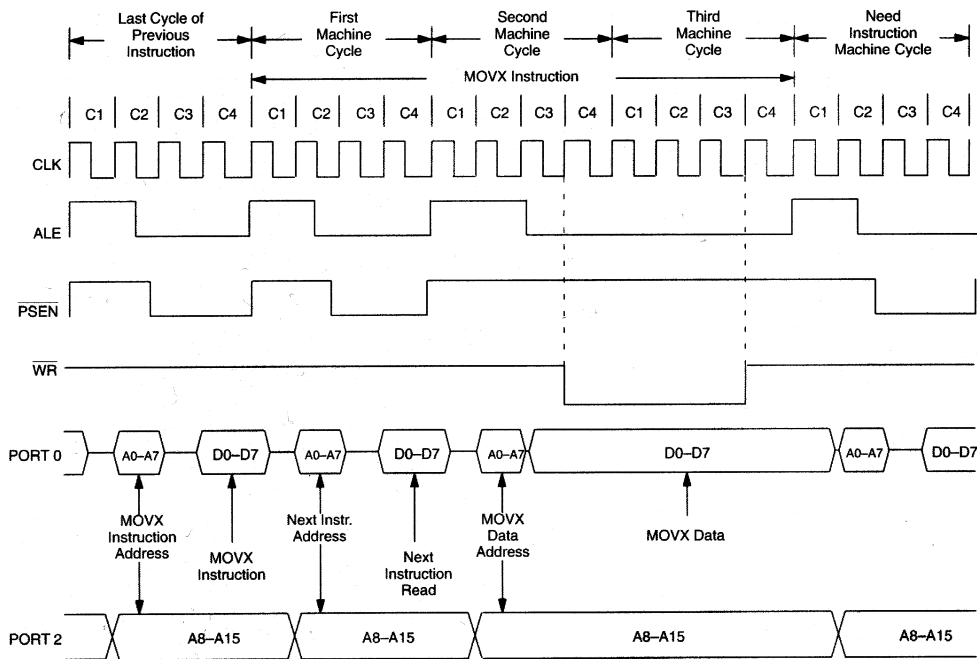 Last Cycle of
Previous
Instruction
First
Machine
Cycle
Second
Machine
Cycle
Third
Machine
Cycle
Need
Instruction
Machine Cycle
MOVX Instruction
C1 C2 C3 C4 C1 C2 C3 C4 C1 C2 C3 C4 C1 C2 C3 C4 C1 C2 C3 C4
CLK
ALE
PSEN
WR
PORT 0 A0–A7 D0–D7 A0–A7 D0–D7 A0–A7 D0–D7 A0–A7 D0–D7
MOVX
Instruction
Address
MOVX
Instruction
Next Instr.
Address
Next
Instruction
Read
MOVX
Data
Address
MOVX Data
PORT 2 A8–A15 A8–A15 A8–A15 A8–A15